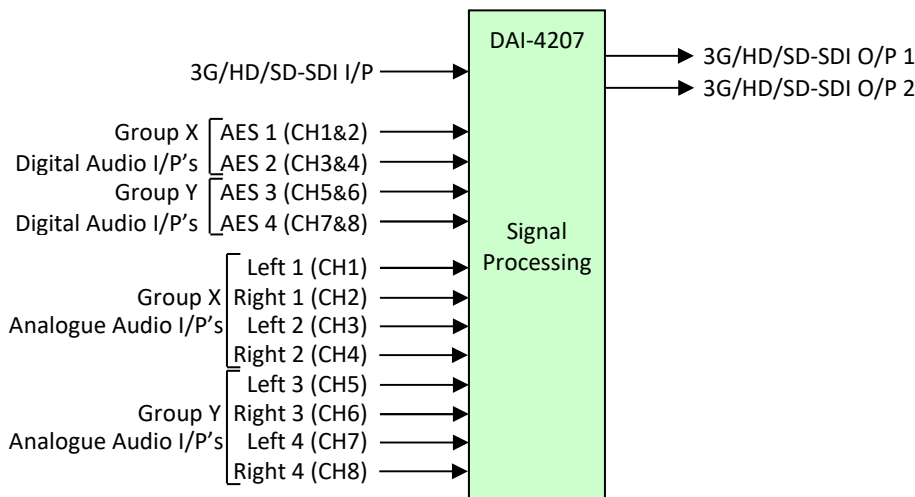 DAI-4207
3G/HD/SD-SDI I/P
3G/HD/SD-SDI O/P 1
3G/HD/SD-SDI O/P 2
Group X
Digital Audio I/P's
AES 1 (CH1&2)
AES 2 (CH3&4)
Group Y
Digital Audio I/P's
AES 3 (CH5&6)
AES 4 (CH7&8)
Signal
Processing
Group X
Analogue Audio I/P's
Left 1 (CH1)
Right 1 (CH2)
Left 2 (CH3)
Right 2 (CH4)
Group Y
Analogue Audio I/P's
Left 3 (CH5)
Right 3 (CH6)
Left 4 (CH7)
Right 4 (CH8)